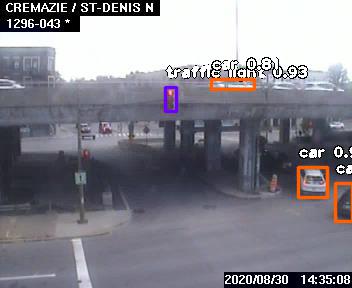 CREMAZIE / ST-DENIS N
1296-043 *
car 0.81
traffic light 0.93
car 0.9
ca
2020/08/30 14:35:08